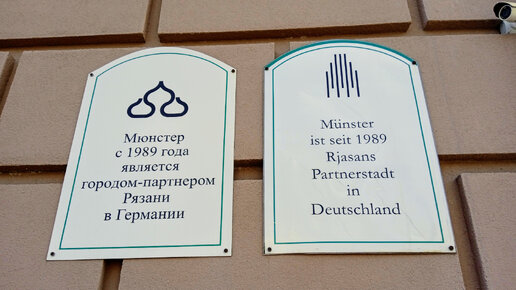 Мюнстер
с 1989 года
является
городом-партнером
Рязани
в Германии
Münster
ist seit 1989
Rjasans
Partnerstadt
in
Deutschland